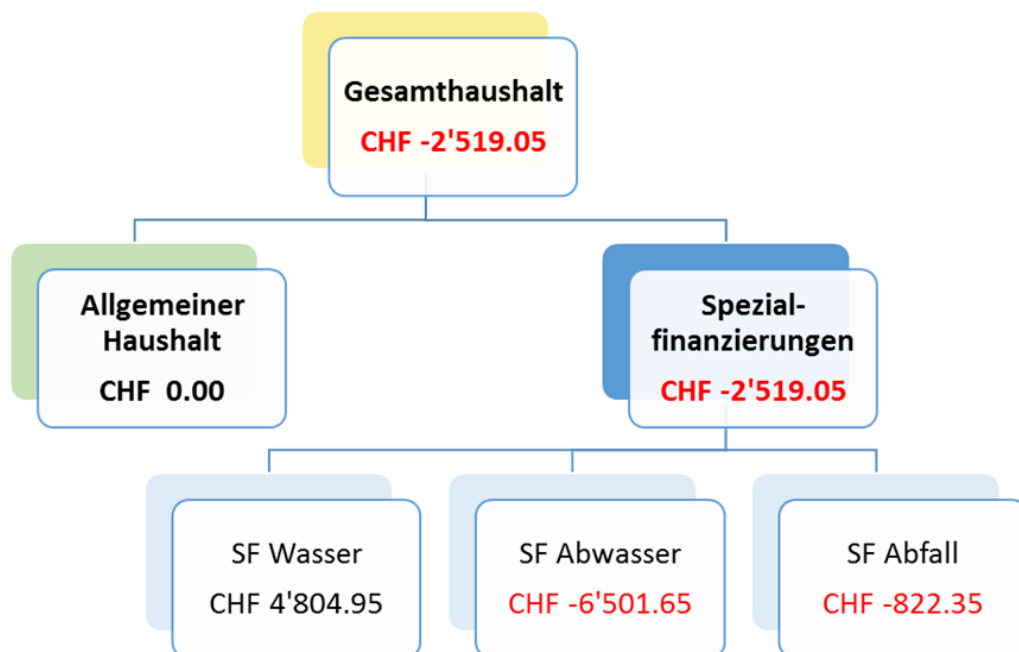 Gesamthaushalt
CHF -2'519.05
Allgemeiner
Haushalt
CHF  0.00
Spezial-
finanzierungen
CHF -2'519.05
SF Wasser
CHF 4'804.95
SF Abwasser
CHF -6'501.65
SF Abfall
CHF -822.35